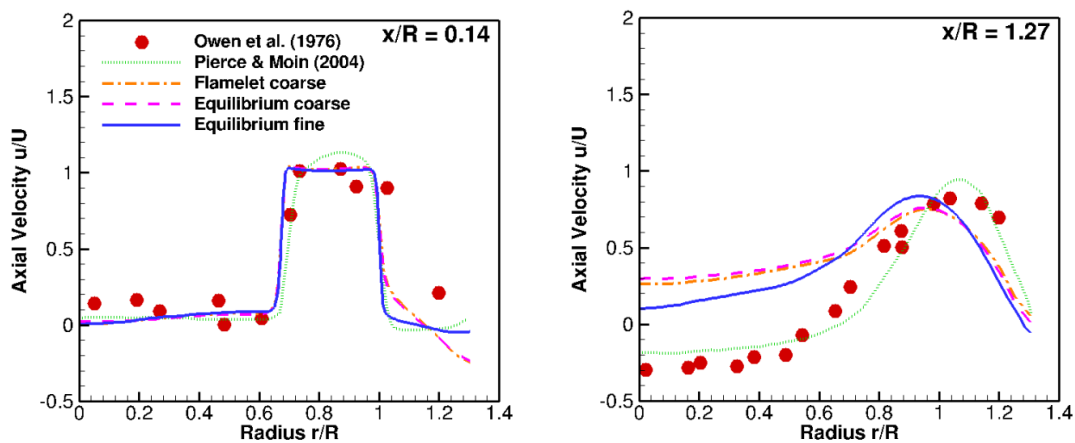 x/R = 0.14
Owen et al. (1976)
Pierce & Moin (2004)
Flamelet coarse
Equilibrium coarse
Equilibrium fine
Axial Velocity u/U
2
1.5
1
0.5
0
-0.5
0 0.2 0.4 0.6 0.8 1 1.2 1.4
Radius r/R
x/R = 1.27
Axial Velocity u/U
2
1.5
1
0.5
0
-0.5
0 0.2 0.4 0.6 0.8 1 1.2 1.4
Radius r/R